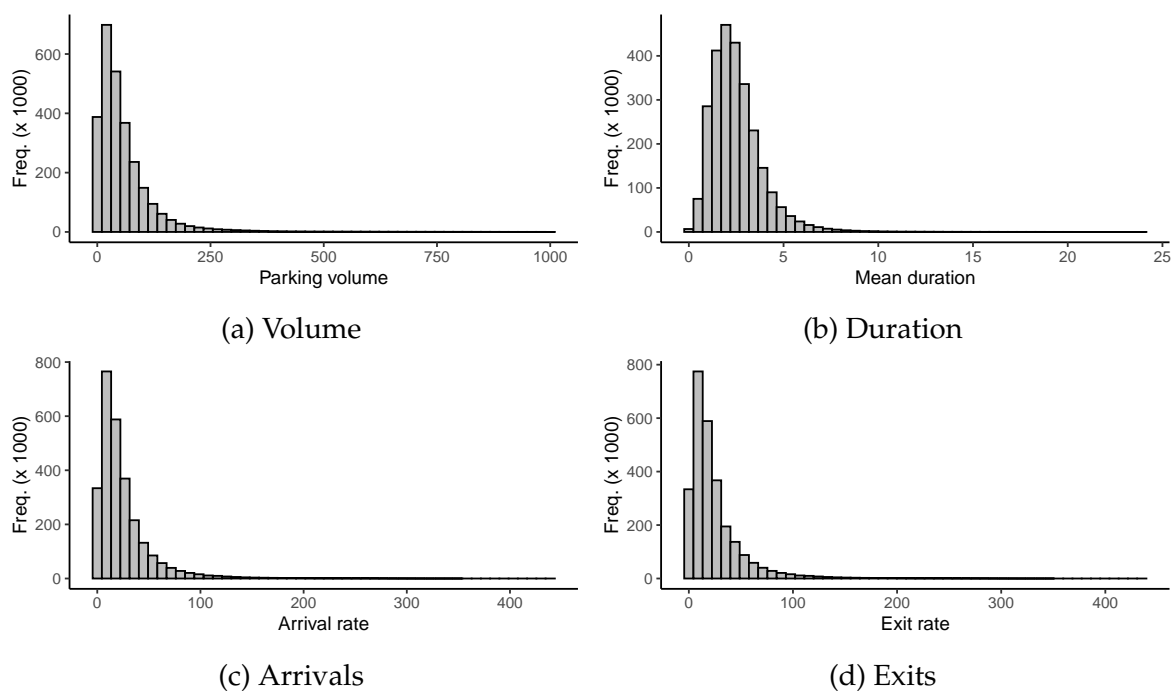 Freq. (x 1000)
600
400
200
0
0 250 500 750 1000
Parking volume
(a) Volume
Freq. (x 1000)
400
300
200
100
0
0 5 10 15 20 25
Mean duration
(b) Duration
Freq. (x 1000)
800
600
400
200
0
0 100 200 300 400
Arrival rate
(c) Arrivals
Freq. (x 1000)
800
600
400
200
0
0 100 200 300 400
Exit rate
(d) Exits